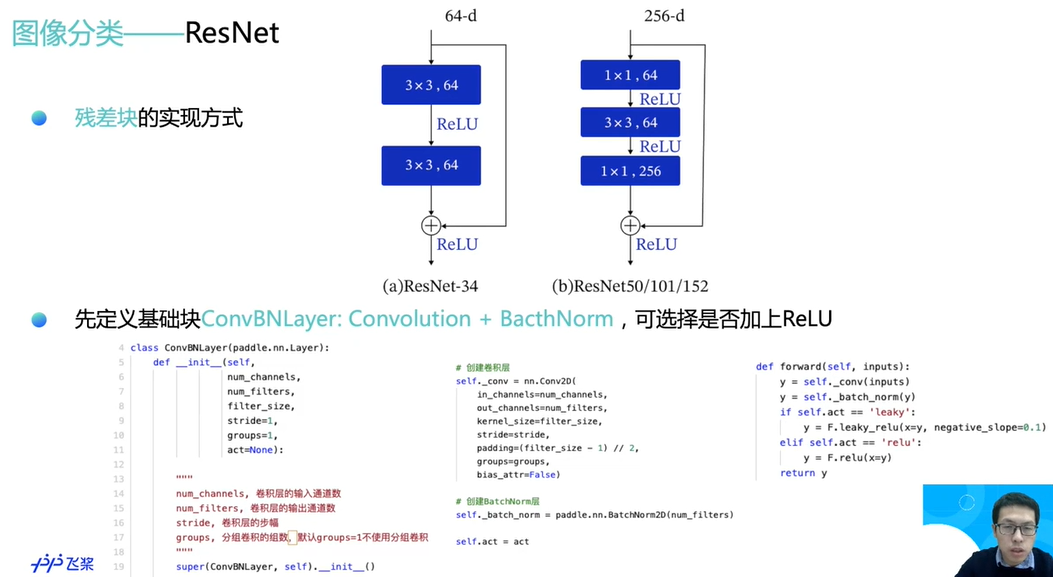 图像分类——ResNet
残差块的实现方式
64-d
3×3 , 64
ReLU
3×3 , 64
ReLU
(a)ResNet-34
256-d
1×1 , 64
ReLU
3×3 , 64
ReLU
1×1 , 256
ReLU
(b)ResNet50/101/152
先定义基础块ConvBNLayer: Convolution + BacthNorm，可选择是否加上ReLU
4 class ConvBNLayer(paddle.nn.Layer):
5 def __init__(self,
6 num_channels,
7 num_filters,
8 filter_size,
9 stride=1,
10 groups=1,
11 act=None):
12
13 """
14 num_channels, 卷积层的输入通道数
15 num_filters, 卷积层的输出通道数
16 stride, 卷积层的步幅
17 groups, 分组卷积的组数，默认groups=1不使用分组卷积
18 """
19 super(ConvBNLayer, self).__init__()
# 创建卷积层
self._conv = nn.Conv2D(
in_channels=num_channels,
out_channels=num_filters,
kernel_size=filter_size,
stride=stride,
padding=(filter_size - 1) // 2,
groups=groups,
bias_attr=False)
# 创建BatchNorm层
self._batch_norm = paddle.nn.BatchNorm2D(num_filters)
self.act = act
def forward(self, inputs):
y = self._conv(inputs)
y = self._batch_norm(y)
if self.act == 'leaky':
y = F.leaky_relu(x=y, negative_slope=0.1)
elif self.act == 'relu':
y = F.relu(x=y)
return y
飞桨